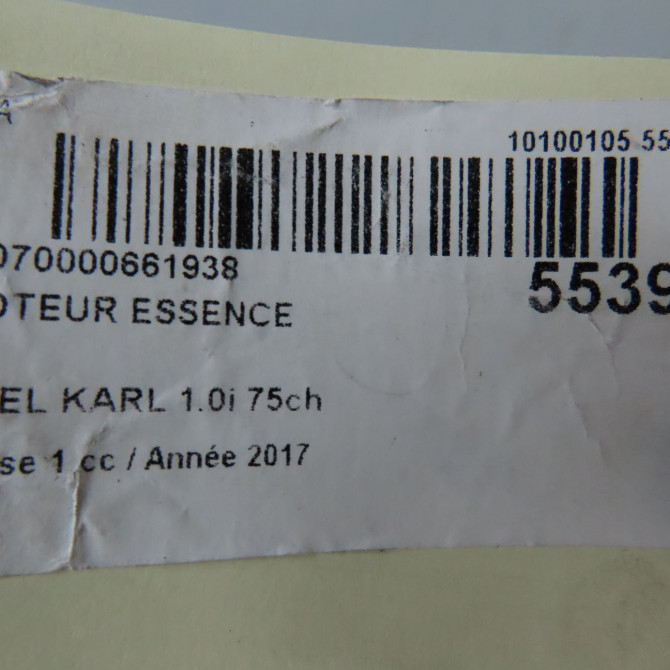 A
10100105 55
070000661938
5539
OTEUR ESSENCE
EL KARL 1.0i 75ch
se 1 cc / Année 2017